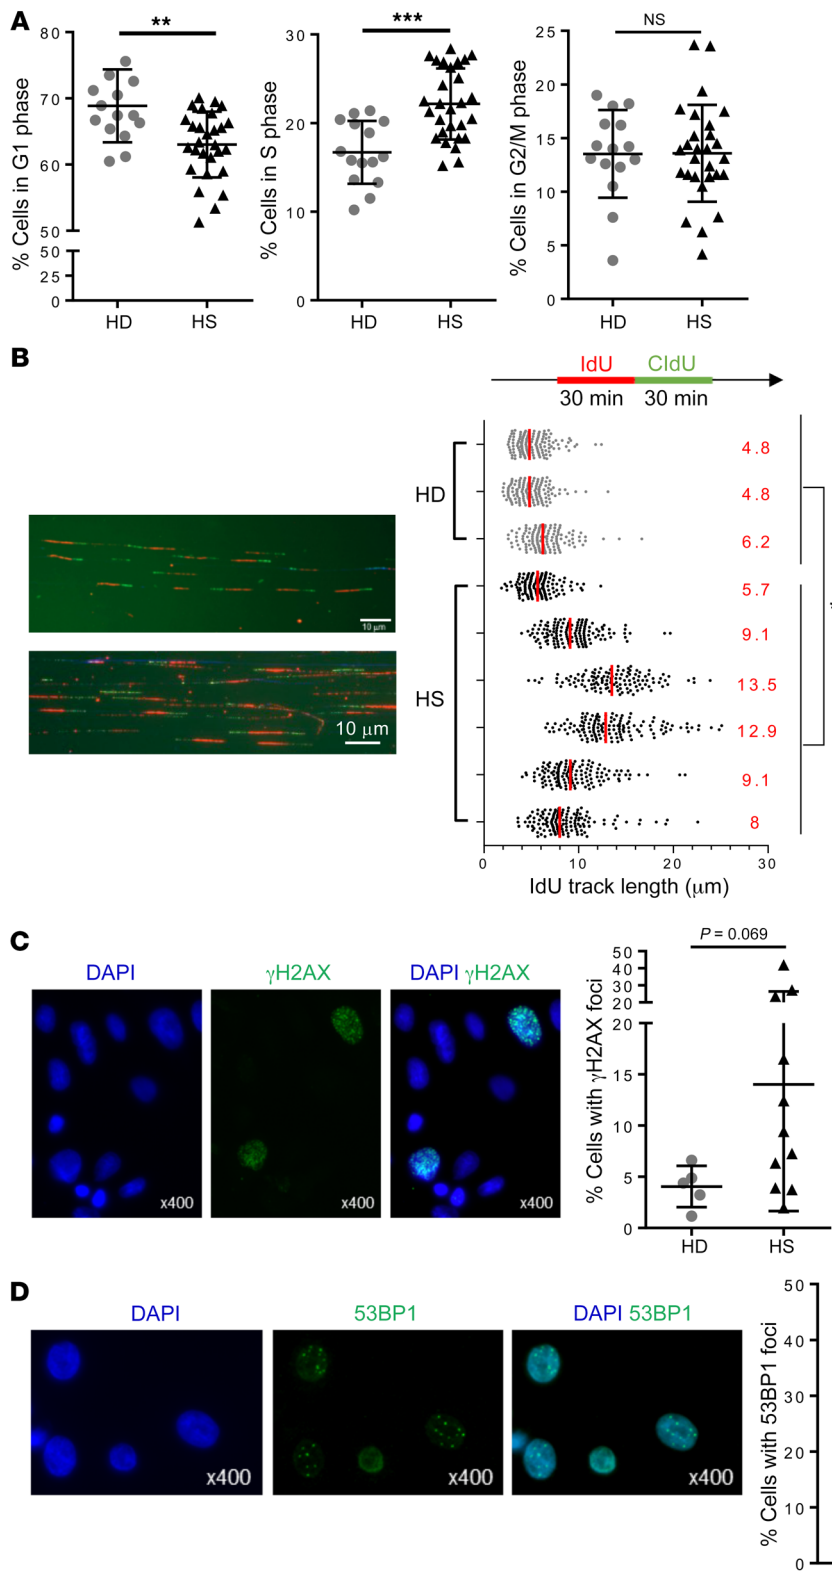 A
**
***
NS
% Cells in G1 phase
80
70
60
50
50
25
0
HD
HS
% Cells in S phase
30
20
10
0
HD
HS
% Cells in G2/M phase
25
20
15
10
5
0
HD
HS
B
IdU
CIdU
30 min
30 min
10 μm
10 μm
HD
HS
4.8
4.8
6.2
5.7
9.1
13.5
12.9
9.1
8
0
10
20
30
IdU track length (μm)
C
DAPI
γH2AX
DAPI γH2AX
x400
x400
x400
P = 0.069
% Cells with γH2AX foci
50
40
30
20
20
15
10
5
0
HD
HS
D
DAPI
53BP1
DAPI 53BP1
x400
x400
x400
% Cells with 53BP1 foci
50
40
30
20
10
0